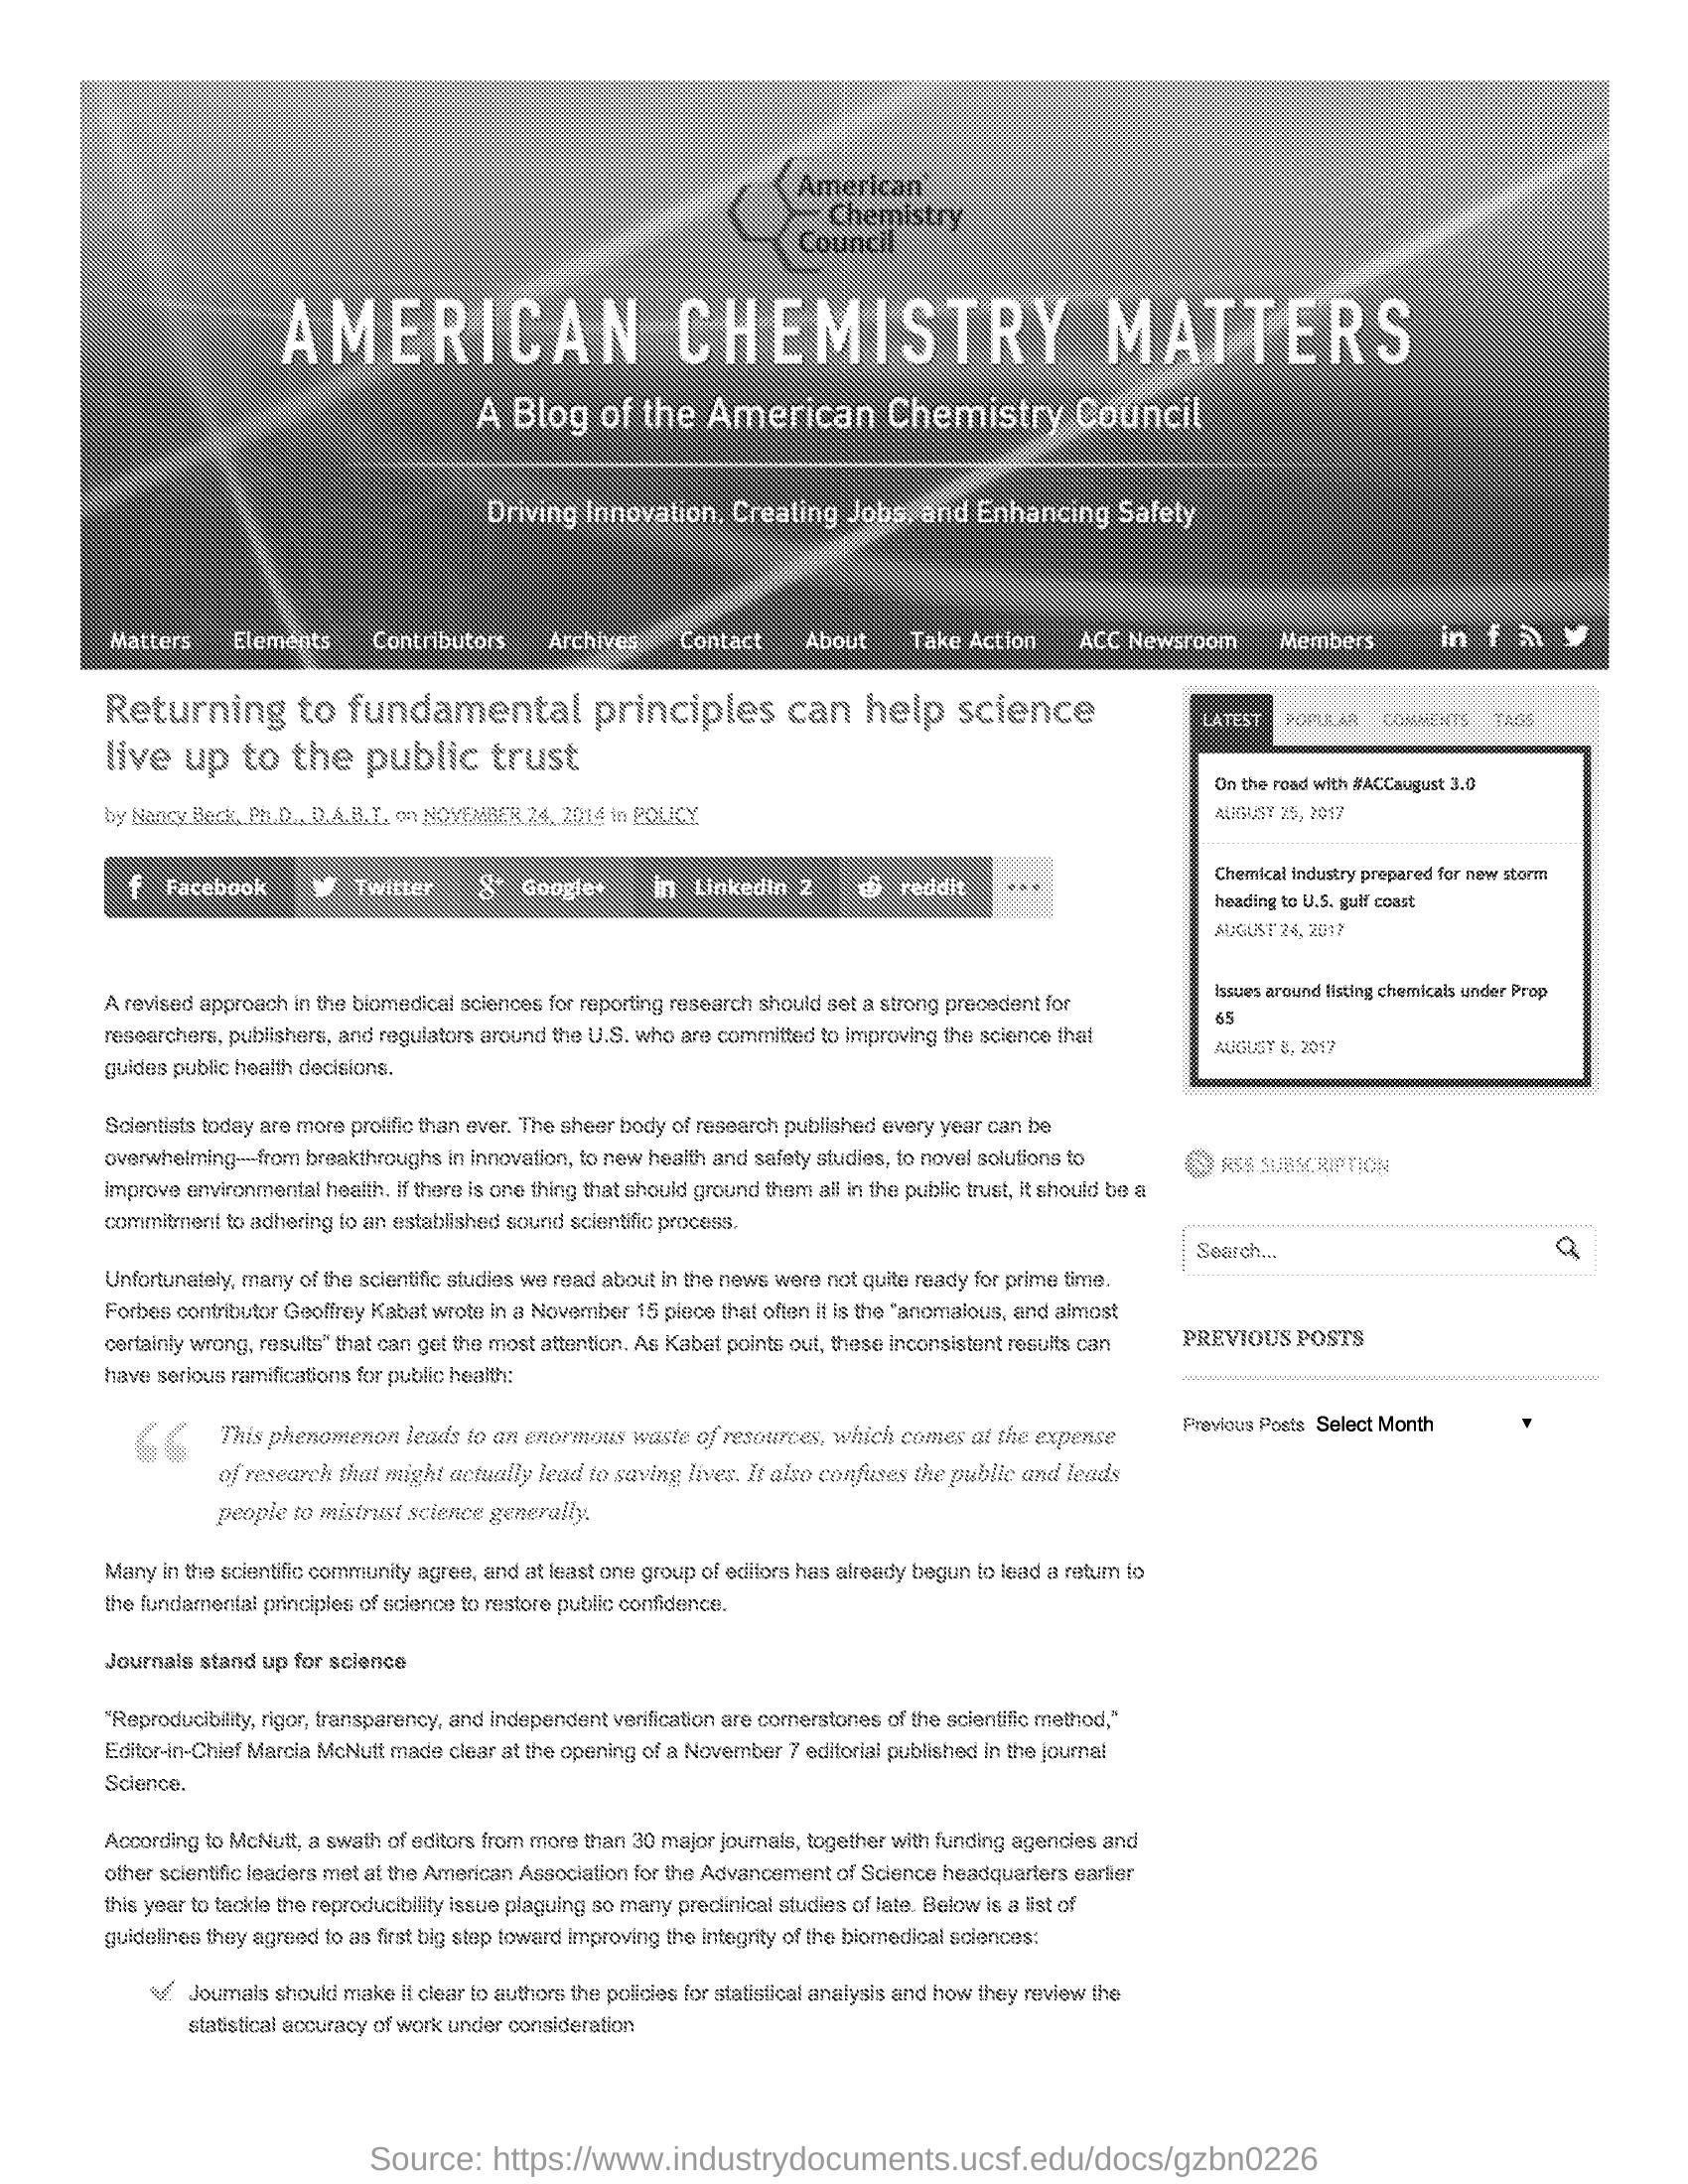 American
Chemistry
Council
AMERICAN CHEMISTRY MATTERS
A Blog of the American Chemistry Council
Driving Innovation, Creating Jobs, and Enhancing Safety
Matters Elements Contributors Archives Contact About Take Action ACC Newsroom Members
Returning to fundamental principles can help science
live up to the public trust
by Nancy Beck, Ph.D., D.A.B.T. on NOVEMBER 24, 2014 in POLICY
Facebook Twitter Google+ LinkedIn 2 reddit
A revised approach in the biomedical sciences for reporting research should set a strong precedent for
researchers, publishers, and regulators around the U.S. who are committed to improving the science that
guides public health decisions.
Scientists today are more prolific than ever. The sheer body of research published every year can be
overwhelming—from breakthroughs in innovation, to new health and safety studies, to novel solutions to
improve environmental health. If there is one thing that should ground them all in the public trust, it should be a
commitment to adhering to an established sound scientific process.
Unfortunately, many of the scientific studies we read about in the news were not quite ready for prime time.
Forbes contributor Geoffrey Kabat wrote in a November 15 piece that often it is the "anomalous, and almost
certainly wrong, results" that can get the most attention. As Kabat points out, these inconsistent results can
have serious ramifications for public health:
This phenomenon leads to an enormous waste of resources, which comes at the expense
of research that might actually lead to saving lives. It also confuses the public and leads
people to mistrust science generally.
Many in the scientific community agree, and at least one group of editors has already begun to lead a return to
the fundamental principles of science to restore public confidence.
Journals stand up for science
"Reproducibility, rigor, transparency, and independent verification are cornerstones of the scientific method,"
Editor-in-Chief Marcia McNutt made clear at the opening of a November 7 editorial published in the journal
Science.
According to McNutt, a swath of editors from more than 30 major journals, together with funding agencies and
other scientific leaders met at the American Association for the Advancement of Science headquarters earlier
this year to tackle the reproducibility issue plaguing so many preclinical studies of late. Below is a list of
guidelines they agreed to as first big step toward improving the integrity of the biomedical sciences:
Journals should make it clear to authors the policies for statistical analysis and how they review the
statistical accuracy of work under consideration
LATEST POPULAR COMMENTS TAGS
On the road with #ACCaugust 3.0
AUGUST 25, 2017
Chemical industry prepared for new storm
heading to U.S. gulf coast
AUGUST 24, 2017
Issues around listing chemicals under Prop
65
AUGUST 8, 2017
RSS SUBSCRIPTION
Search...
PREVIOUS POSTS
Previous Posts Select Month
Source: https://www.industrydocuments.ucsf.edu/docs/gzbn0226